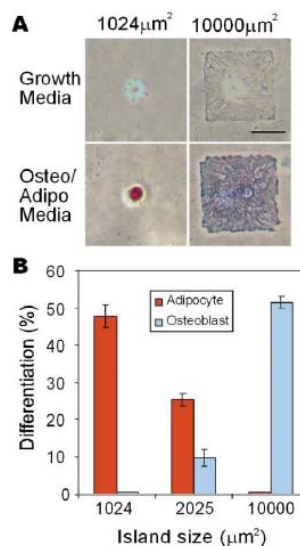 A
1024μm²
10000μm²
Growth
Media
Osteo/
Adipo
Media
B
Differentiation (%)
60
50
40
30
20
10
0
Adipocyte
Osteoblast
1024
2025
10000
Island size (μm²)